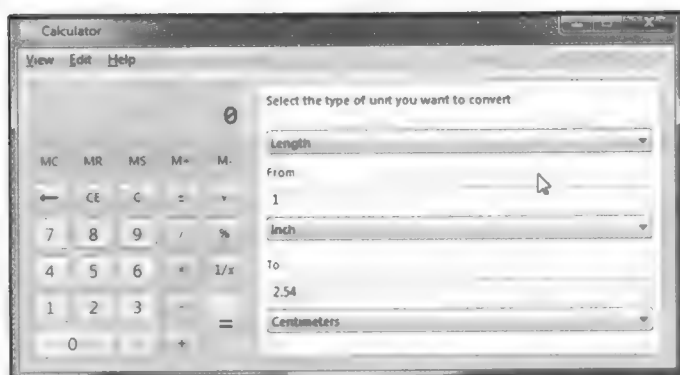 Calculator
View Edit Help
0
MC MR MS M+ M-
← CE C ±
7 8 9 / %
4 5 6 * 1/x
1 2 3 - =
0 +
Select the type of unit you want to convert
Length
From
1
Inch
To
2.54
Centimeters